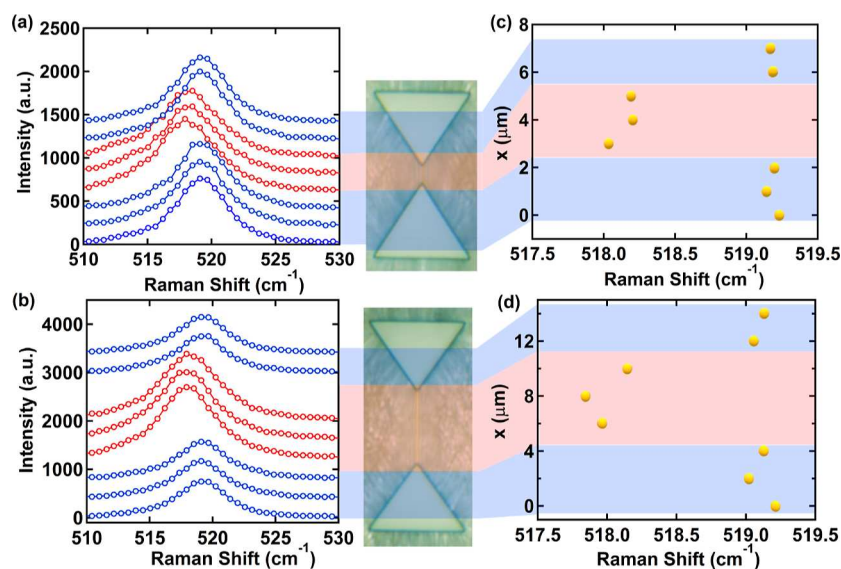 (a)
2500
2000
1500
1000
500
0
Intensity (a.u.)
510 515 520 525 530
Raman Shift (cm⁻¹)
(c)
8
6
4
2
0
x (μm)
517.5 518.0 518.5 519.0 519.5
Raman Shift (cm⁻¹)
(b)
4000
3000
2000
1000
0
Intensity (a.u.)
510 515 520 525 530
Raman Shift (cm⁻¹)
(d)
12
8
4
0
x (μm)
517.5 518.0 518.5 519.0 519.5
Raman Shift (cm⁻¹)